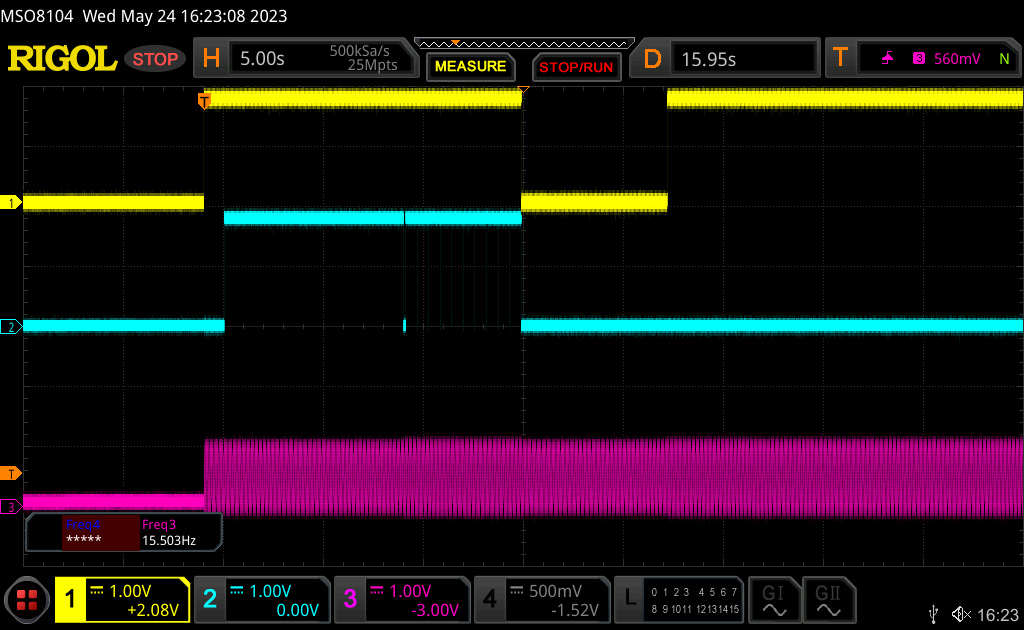 MSO8104 Wed May 24 16:23:08 2023
RIGOL STOP H 5.00s 500kSa/s 25Mpts MEASURE STOP/RUN D 15.95s T 3 560mV N
T
1
2
T
3
Freq4 Freq3
***** 15.503Hz
1 1.00V +2.08V 2 1.00V 0.00V 3 1.00V -3.00V 4 500mV -1.52V L 0 1 2 3 4 5 6 7 8 9 10 11 12 13 14 15 GI GII
16:23